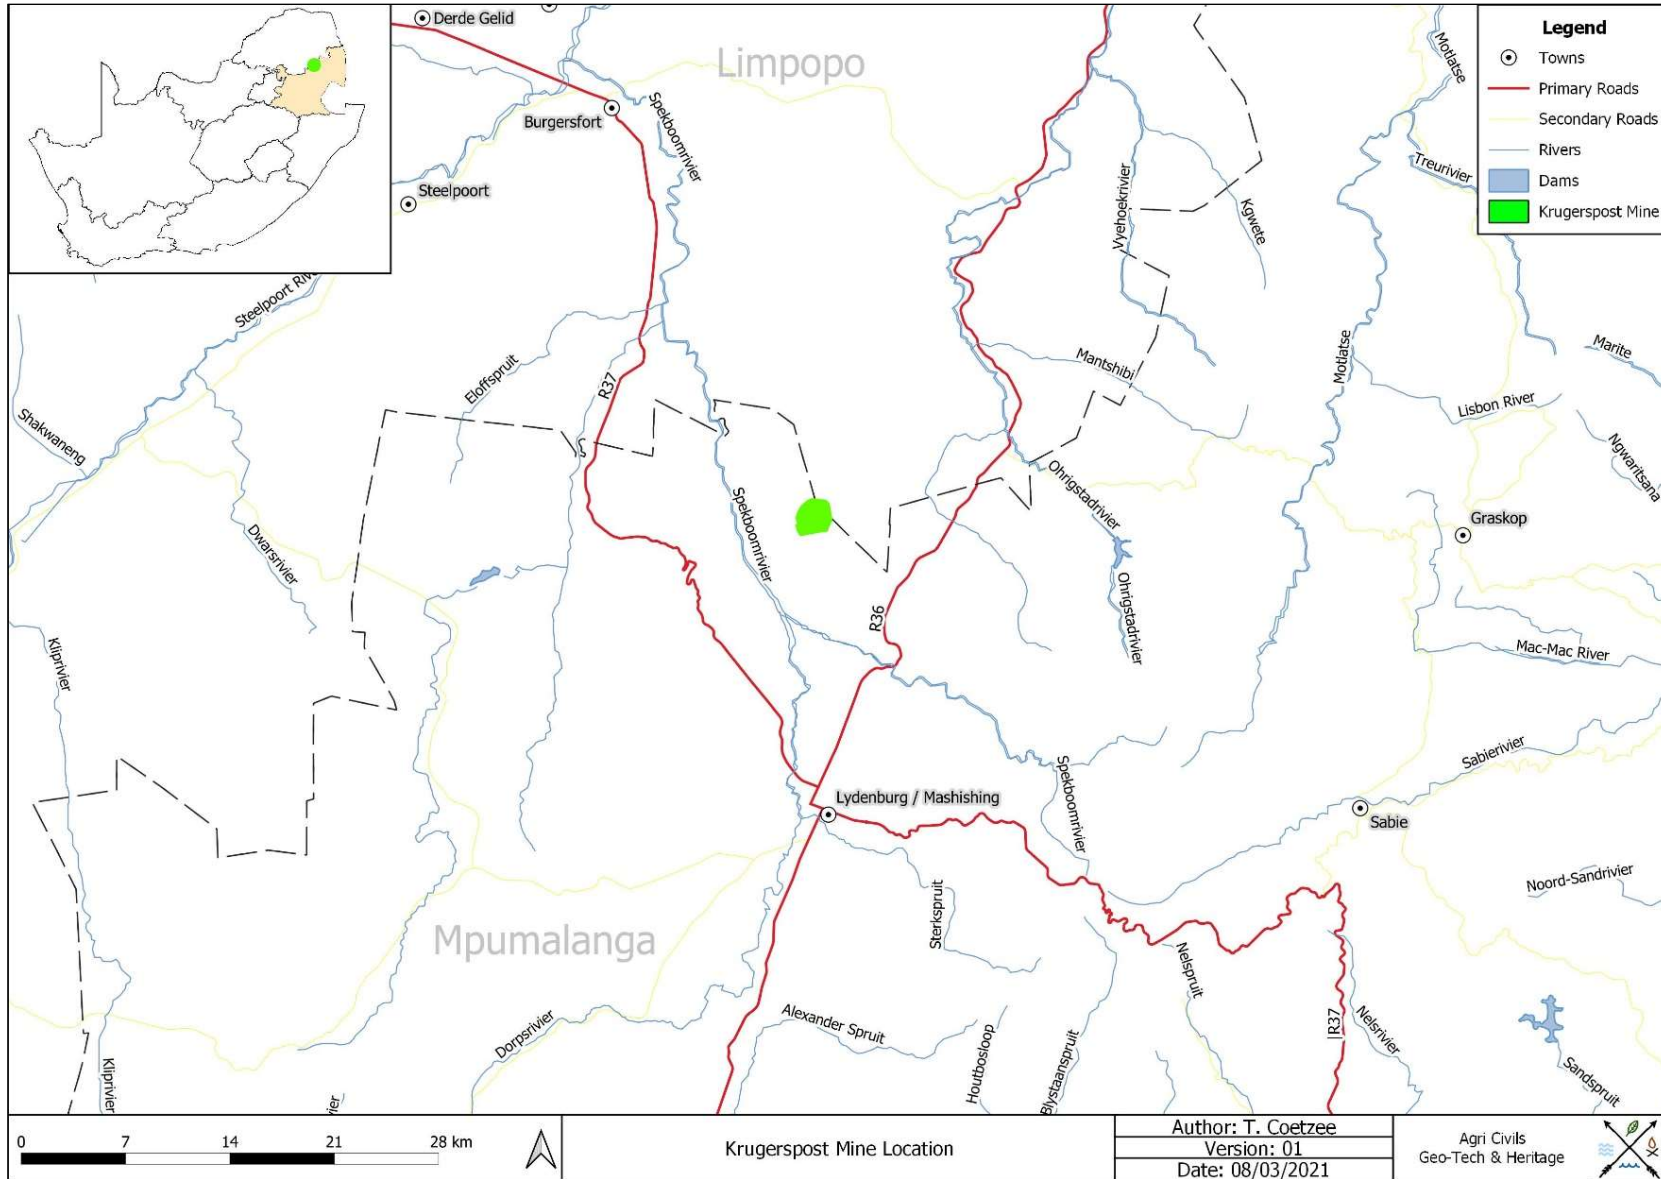 Derde Gelid
Limpopo
Burgersfort
Spekboomrivier
Steelpoort
Legend
Towns
Primary Roads
Secondary Roads
Rivers
Dams
Krugerspost Mine
Motlatse
Treurivier
Vyehoekrivier
Kgwete
Steelpoort Rive
Marite
Motlatse
Mantshibi
Eloffspruit
R37
Lisbon River
Shakwaneng
Ngwaritsana
Ohrigstadrivier
Spekboomrivier
Graskop
Dwarsrivier
Ohrigstadrivier
R36
Kliprivier
Mac-Mac River
Sabierivier
Spekboomrivier
Lydenburg / Mashishing
Sabie
Noord-Sandrivier
Sterkspruit
Mpumalanga
Nelspruit
Alexander Spruit
Dorpsrivier
R37
Nelsrivier
Houtbosloop
Blystaanspruit
Kliprivier
Sandspruit
vier
0 7 14 21 28 km
Krugerspost Mine Location
Author: T. Coetzee
Version: 01
Date: 08/03/2021
Agri Civils
Geo-Tech & Heritage